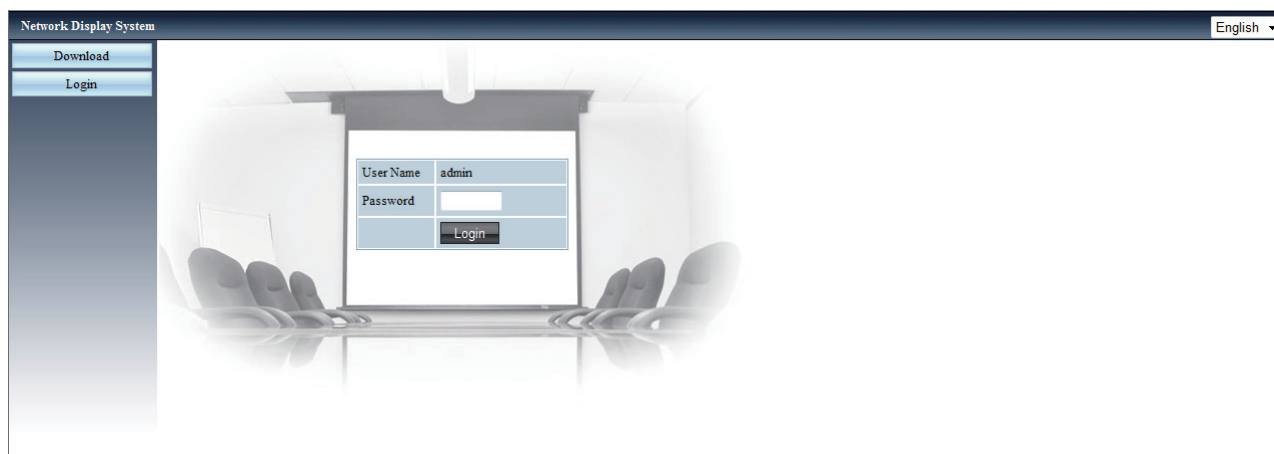 Network Display System
English
Download
Login
User Name admin
Password
Login